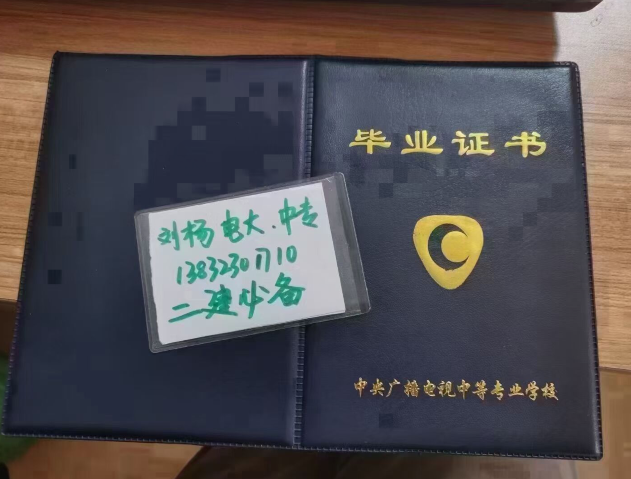 毕业证书
刘杨电大.中专
13832301710
二建必备
中央广播电视中等专业学校